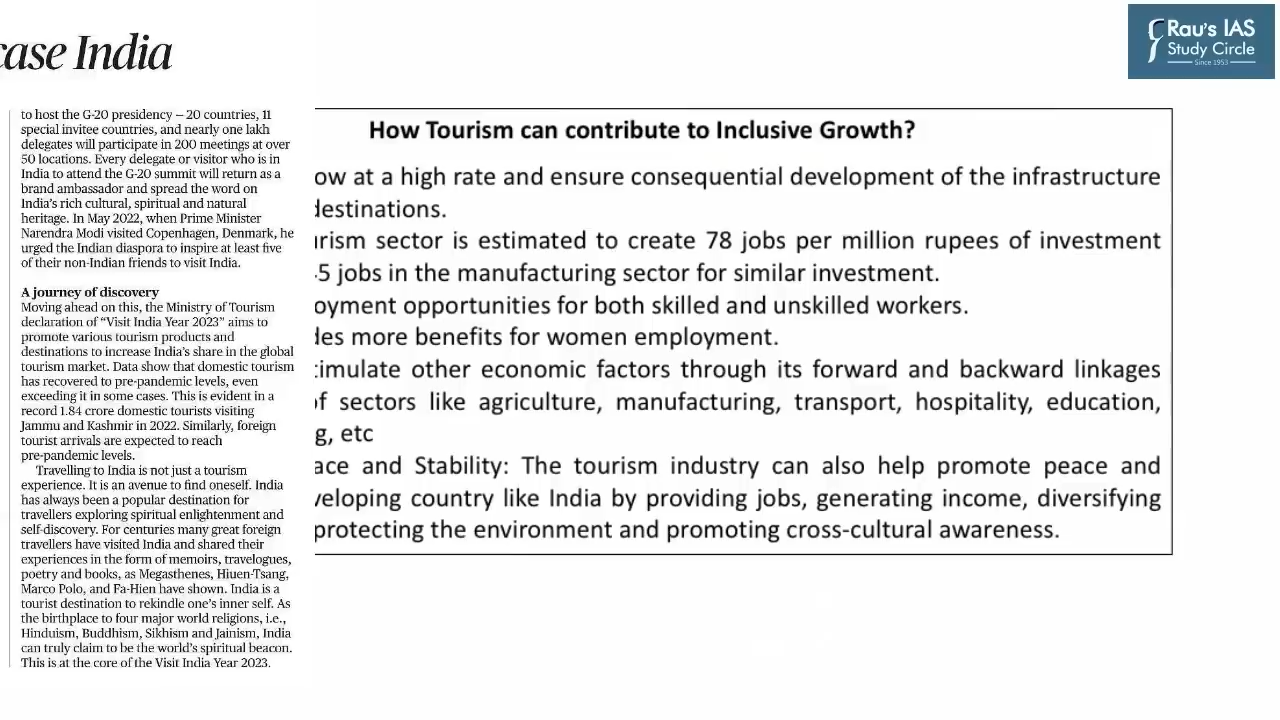 case India
to host the G-20 presidency — 20 countries, 11
special invitee countries, and nearly one lakh
delegates will participate in 200 meetings at over
50 locations. Every delegate or visitor who is in
India to attend the G-20 summit will return as a
brand ambassador and spread the word on
India's rich cultural, spiritual and natural
heritage. In May 2022, when Prime Minister
Narendra Modi visited Copenhagen, Denmark, he
urged the Indian diaspora to inspire at least five
of their non-Indian friends to visit India.
A journey of discovery
Moving ahead on this, the Ministry of Tourism
declaration of “Visit India Year 2023” aims to
promote various tourism products and
destinations to increase India's share in the global
tourism market. Data show that domestic tourism
has recovered to pre-pandemic levels, even
exceeding it in some cases. This is evident in a
record 1.84 crore domestic tourists visiting
Jammu and Kashmir in 2022. Similarly, foreign
tourist arrivals are expected to reach
pre-pandemic levels.
Travelling to India is not just a tourism
experience. It is an avenue to find oneself. India
has always been a popular destination for
travellers exploring spiritual enlightenment and
self-discovery. For centuries many great foreign
travellers have visited India and shared their
experiences in the form of memoirs, travelogues,
poetry and books, as Megasthenes, Hiuen-Tsang,
Marco Polo, and Fa-Hien have shown. India is a
tourist destination to rekindle one's inner self. As
the birthplace to four major world religions, i.e.,
Hinduism, Buddhism, Sikhism and Jainism, India
can truly claim to be the world's spiritual beacon.
This is at the core of the Visit India Year 2023.
Rau's IAS
Study Circle
Since 1953
How Tourism can contribute to Inclusive Growth?
ow at a high rate and ensure consequential development of the infrastructure
destinations.
urism sector is estimated to create 78 jobs per million rupees of investment
45 jobs in the manufacturing sector for similar investment.
oyment opportunities for both skilled and unskilled workers.
des more benefits for women employment.
timulate other economic factors through its forward and backward linkages
of sectors like agriculture, manufacturing, transport, hospitality, education,
g, etc
ace and Stability: The tourism industry can also help promote peace and
veloping country like India by providing jobs, generating income, diversifying
protecting the environment and promoting cross-cultural awareness.